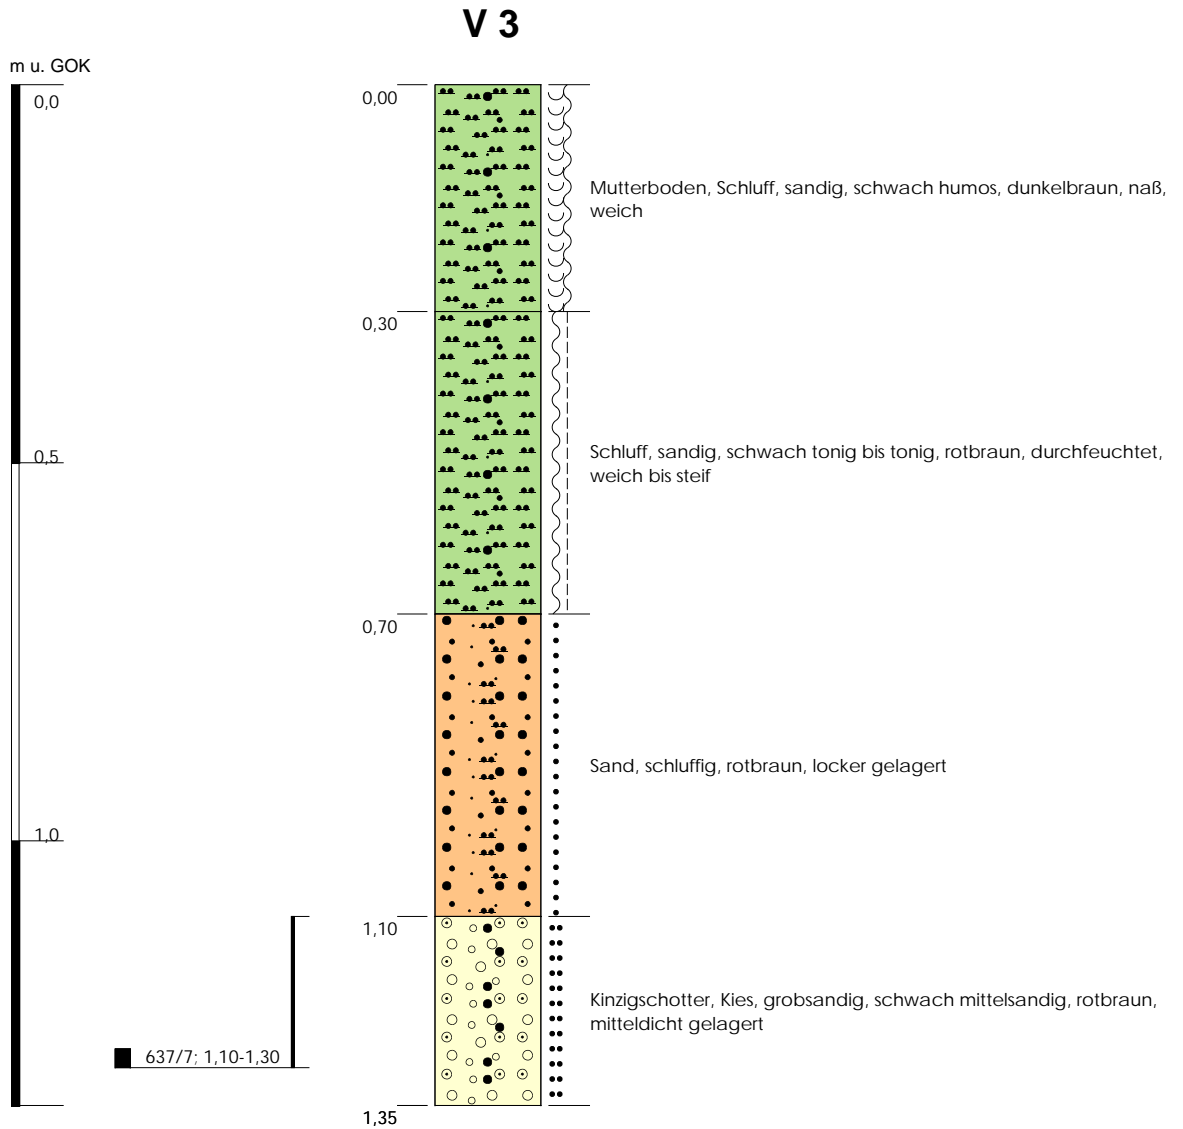 V 3
m u. GOK
0,0
0,00
Mutterboden, Schluff, sandig, schwach humos, dunkelbraun, naß,
weich
0,30
0,5
Schluff, sandig, schwach tonig bis tonig, rotbraun, durchfeuchtet,
weich bis steif
0,70
Sand, schluffig, rotbraun, locker gelagert
1,0
1,10
Kinzigschotter, Kies, grobsandig, schwach mittelsandig, rotbraun,
mitteldicht gelagert
637/7; 1,10-1,30
1,35